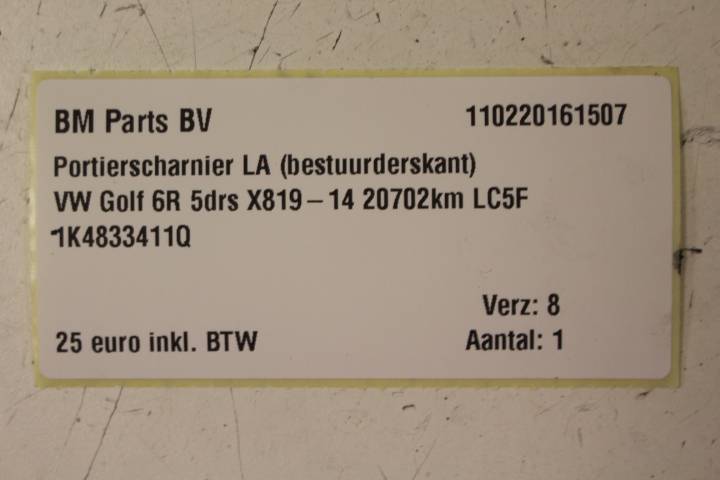 BM Parts BV 110220161507
Portierscharnier LA (bestuurderskant)
VW Golf 6R 5drs X819-14 20702km LC5F
1K4833411Q
Verz: 8
25 euro inkl. BTW Aantal: 1